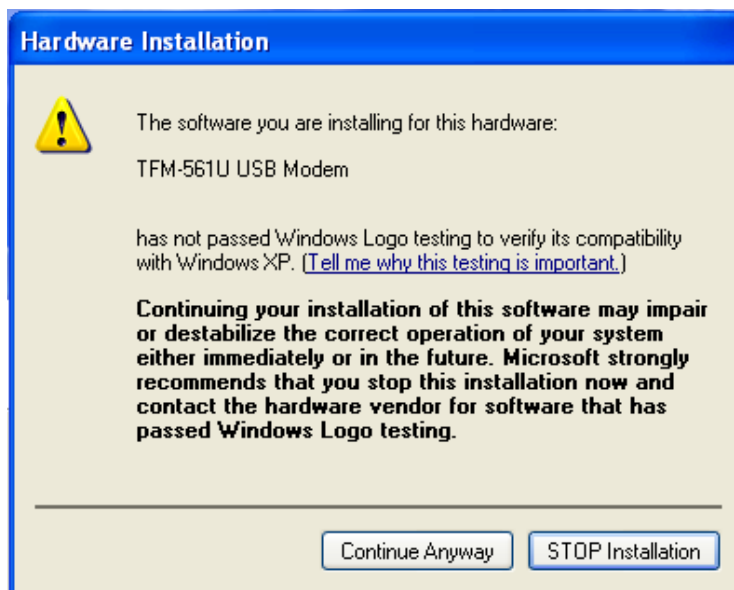 Hardware Installation
The software you are installing for this hardware:
TFM-561U USB Modem
has not passed Windows Logo testing to verify its compatibility
with Windows XP. (Tell me why this testing is important.)
Continuing your installation of this software may impair
or destabilize the correct operation of your system
either immediately or in the future. Microsoft strongly
recommends that you stop this installation now and
contact the hardware vendor for software that has
passed Windows Logo testing.
Continue Anyway
STOP Installation